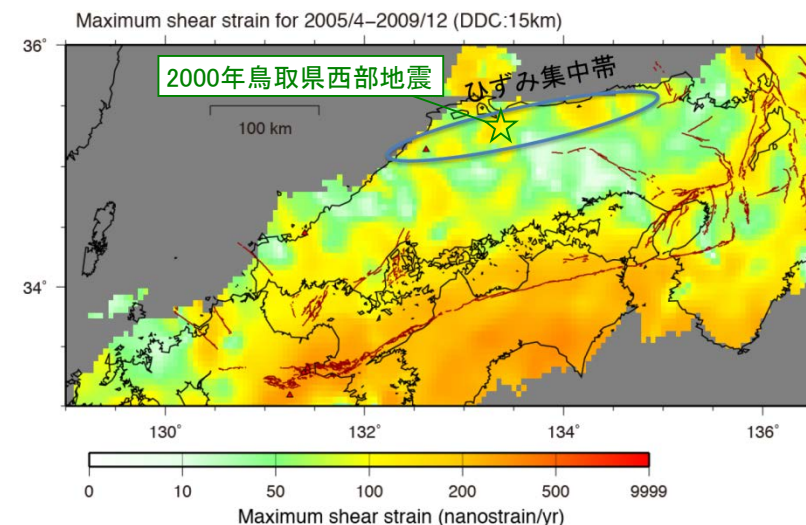 Maximum shear strain for 2005/4−2009/12 (DDC:15km)
36°
2000年鳥取県西部地震
ひずみ集中帯
100 km
34°
130°
132°
134°
136°
0
10
50
100
200
500
9999
Maximum shear strain (nanostrain/yr)